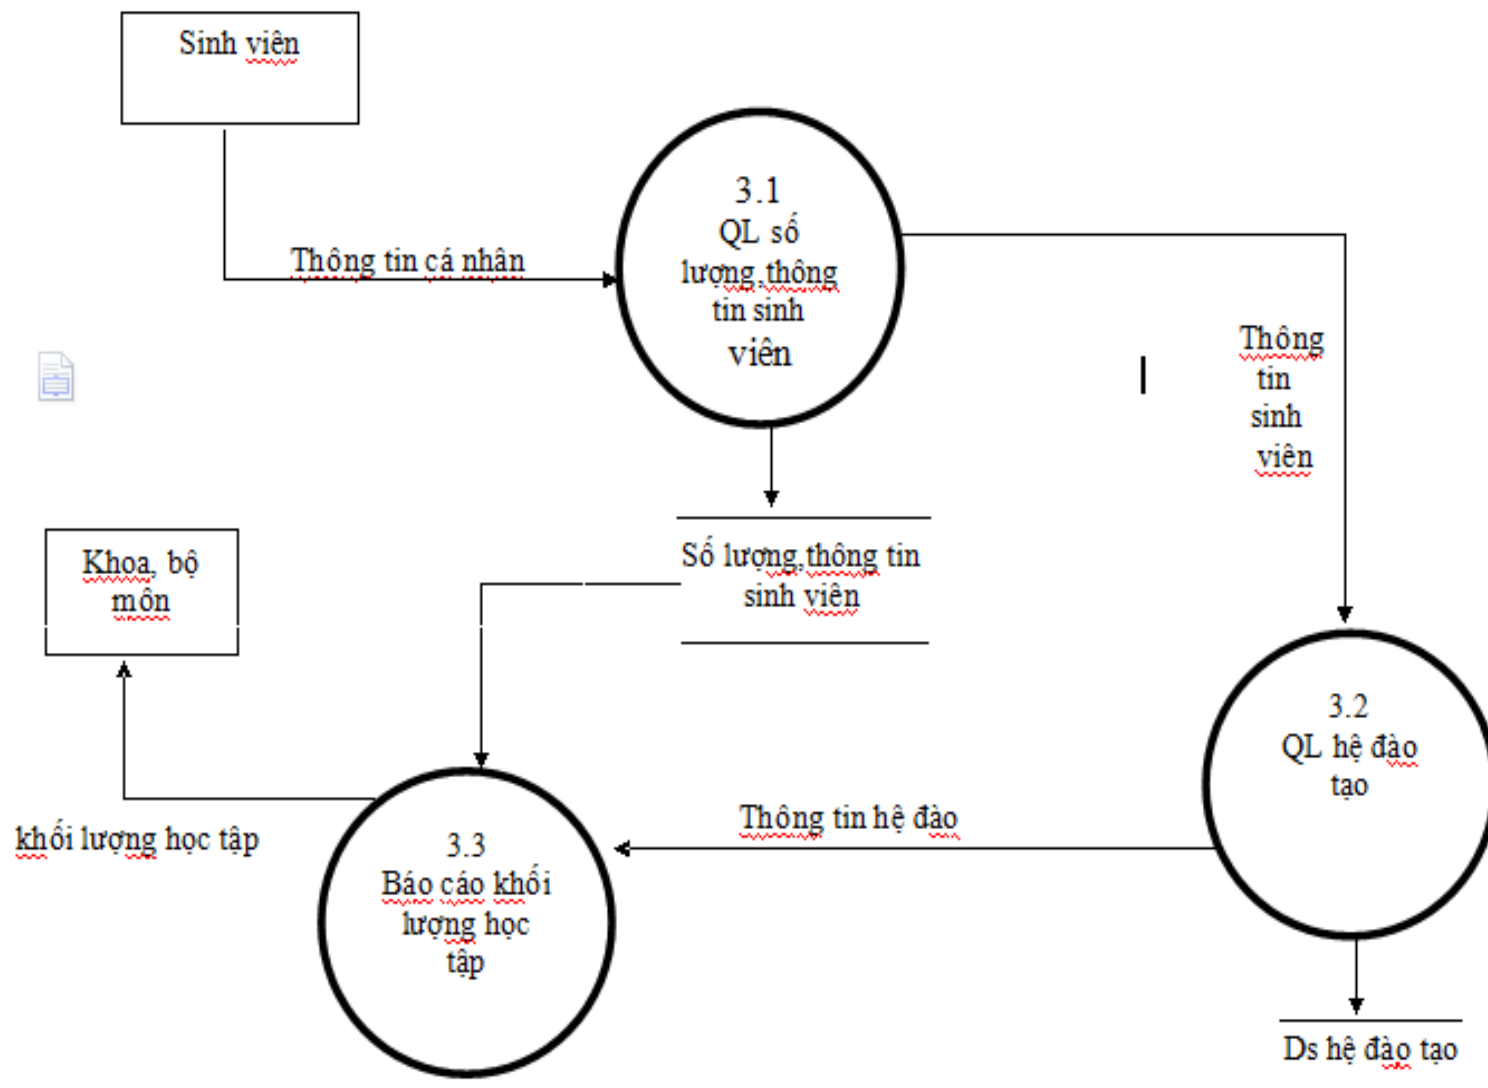 Sinh viên
3.1
QL số
lượng,thông
tin sinh
viên
Thông tin cá nhân
Thông
tin
sinh
viên
Khoa, bộ
môn
Số lượng,thông tin
sinh viên
3.2
QL hệ đào
tạo
khối lượng học tập
Thông tin hệ đào
3.3
Báo cáo khối
lượng học
tập
Ds hệ đào tạo